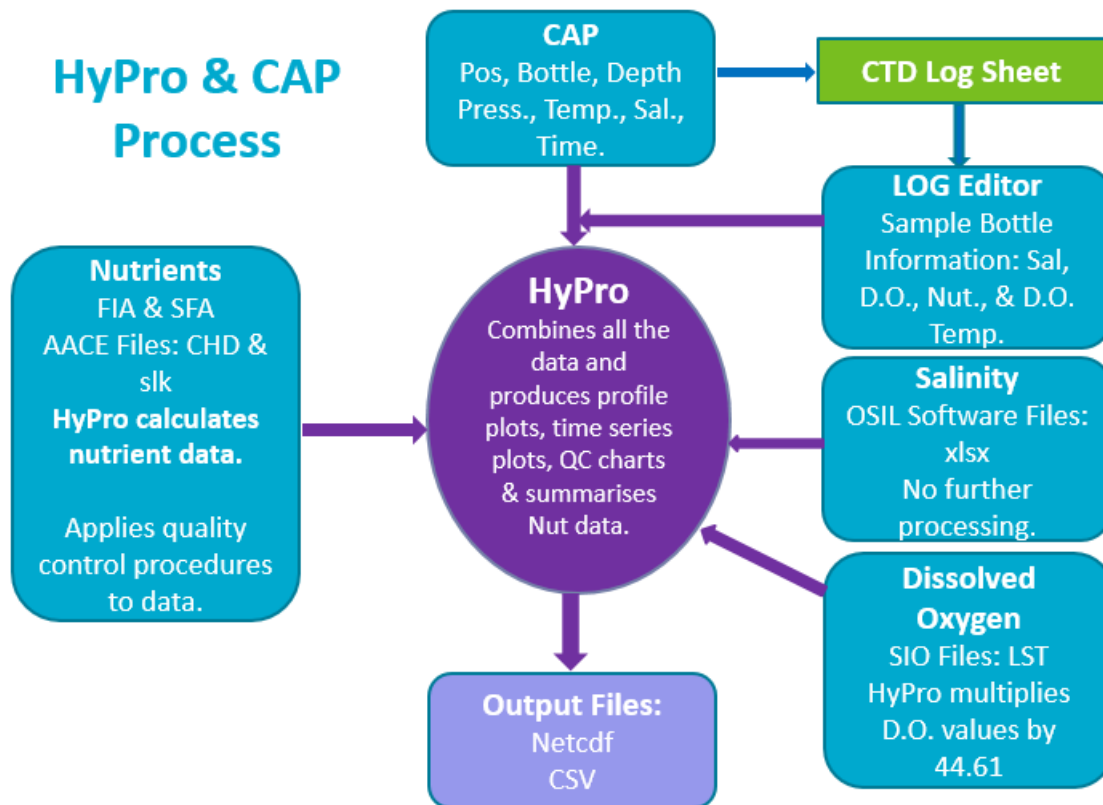 HyPro & CAP
Process
CAP
Pos, Bottle, Depth
Press., Temp., Sal.,
Time.
CTD Log Sheet
LOG Editor
Sample Bottle
Information: Sal,
D.O., Nut., & D.O.
Temp.
Nutrients
FIA & SFA
AACE Files: CHD &
slk
HyPro calculates
nutrient data.
Applies quality
control procedures
to data.
HyPro
Combines all the
data and
produces profile
plots, time series
plots, QC charts
& summarises
Nut data.
Salinity
OSIL Software Files:
xlsx
No further
processing.
Dissolved
Oxygen
SIO Files: LST
HyPro multiplies
D.O. values by
44.61
Output Files:
Netcdf
CSV